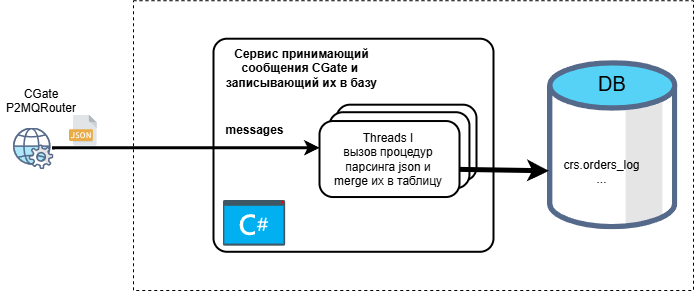 Сервис принимающий
сообщения CGate и
записывающий их в базу
CGate
P2MQRouter
JSON
messages
Threads I
вызов процедур
парсинга json и
merge их в таблицу
C#
DB
crs.orders_log
...